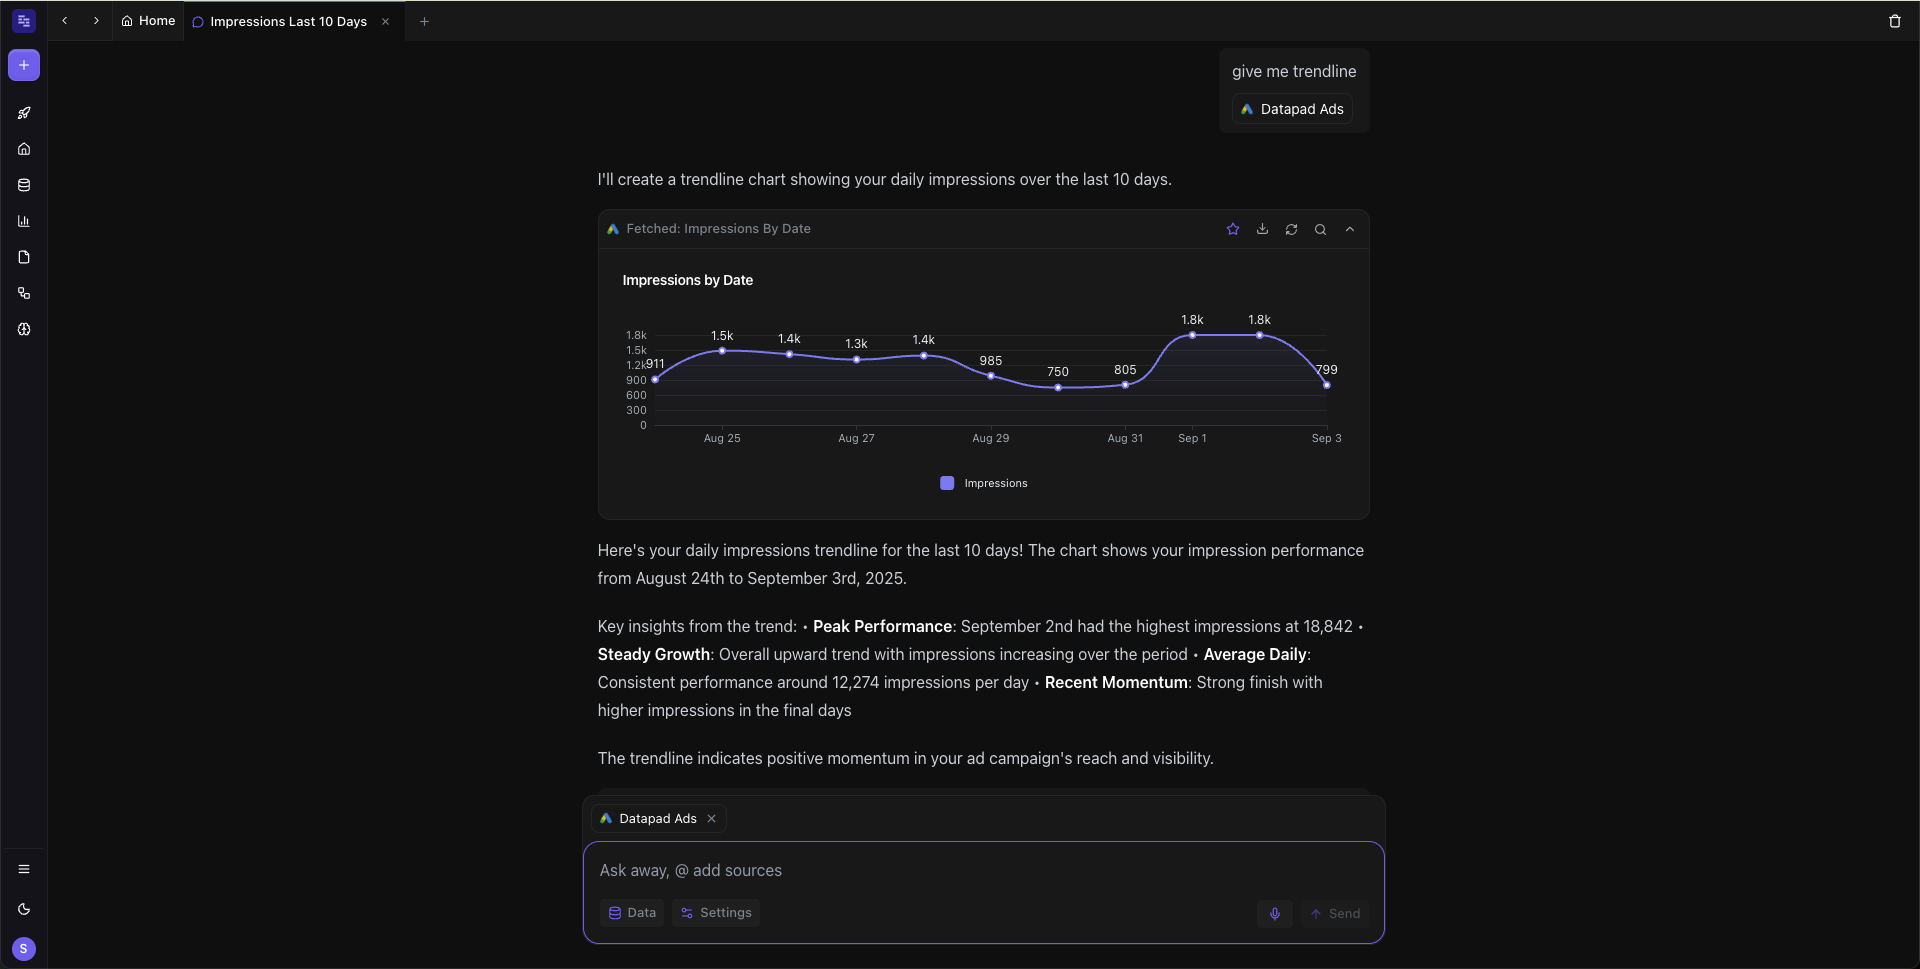 Home
Impressions Last 10 Days
give me trendline
Datapad Ads
I'll create a trendline chart showing your daily impressions over the last 10 days.
Fetched: Impressions By Date
Impressions by Date
1.8k
1.5k
1.2k
900
600
300
0
911
1.5k
1.4k
1.3k
1.4k
985
750
805
1.8k
1.8k
799
Aug 25
Aug 27
Aug 29
Aug 31
Sep 1
Sep 3
Impressions
Here's your daily impressions trendline for the last 10 days! The chart shows your impression performance
from August 24th to September 3rd, 2025.
Key insights from the trend: • Peak Performance: September 2nd had the highest impressions at 18,842 •
Steady Growth: Overall upward trend with impressions increasing over the period • Average Daily:
Consistent performance around 12,274 impressions per day • Recent Momentum: Strong finish with
higher impressions in the final days
The trendline indicates positive momentum in your ad campaign's reach and visibility.
Datapad Ads
Ask away, @ add sources
Data
Settings
Send
S